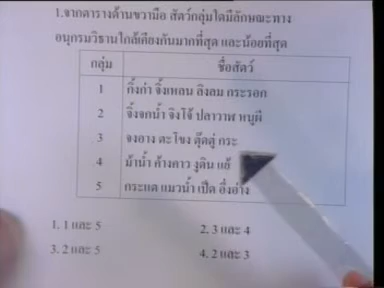 1.จากตารางด้านขวามือ สัตว์กลุ่มใดมีลักษณะทาง
อนุกรมวิธานใกล้เคียงกันมากที่สุด และน้อยที่สุด
กลุ่ม ชื่อสัตว์
1 กิ้งก่า จิ้งเหลน ลิงลม กระรอก
2 จิ้งจกน้ำ จิงโจ้ ปลาวาฬ หนูผี
3 จงอาง ตะโขง ตุ๊ดตู่ กระ
4 ม้าน้ำ ค้างคาว งูดิน แย้
5 กระแต แมวน้ำ เป็ด อึ่งอ่าง
1. 1 และ 5 2. 3 และ 4
3. 2 และ 5 4. 2 และ 3